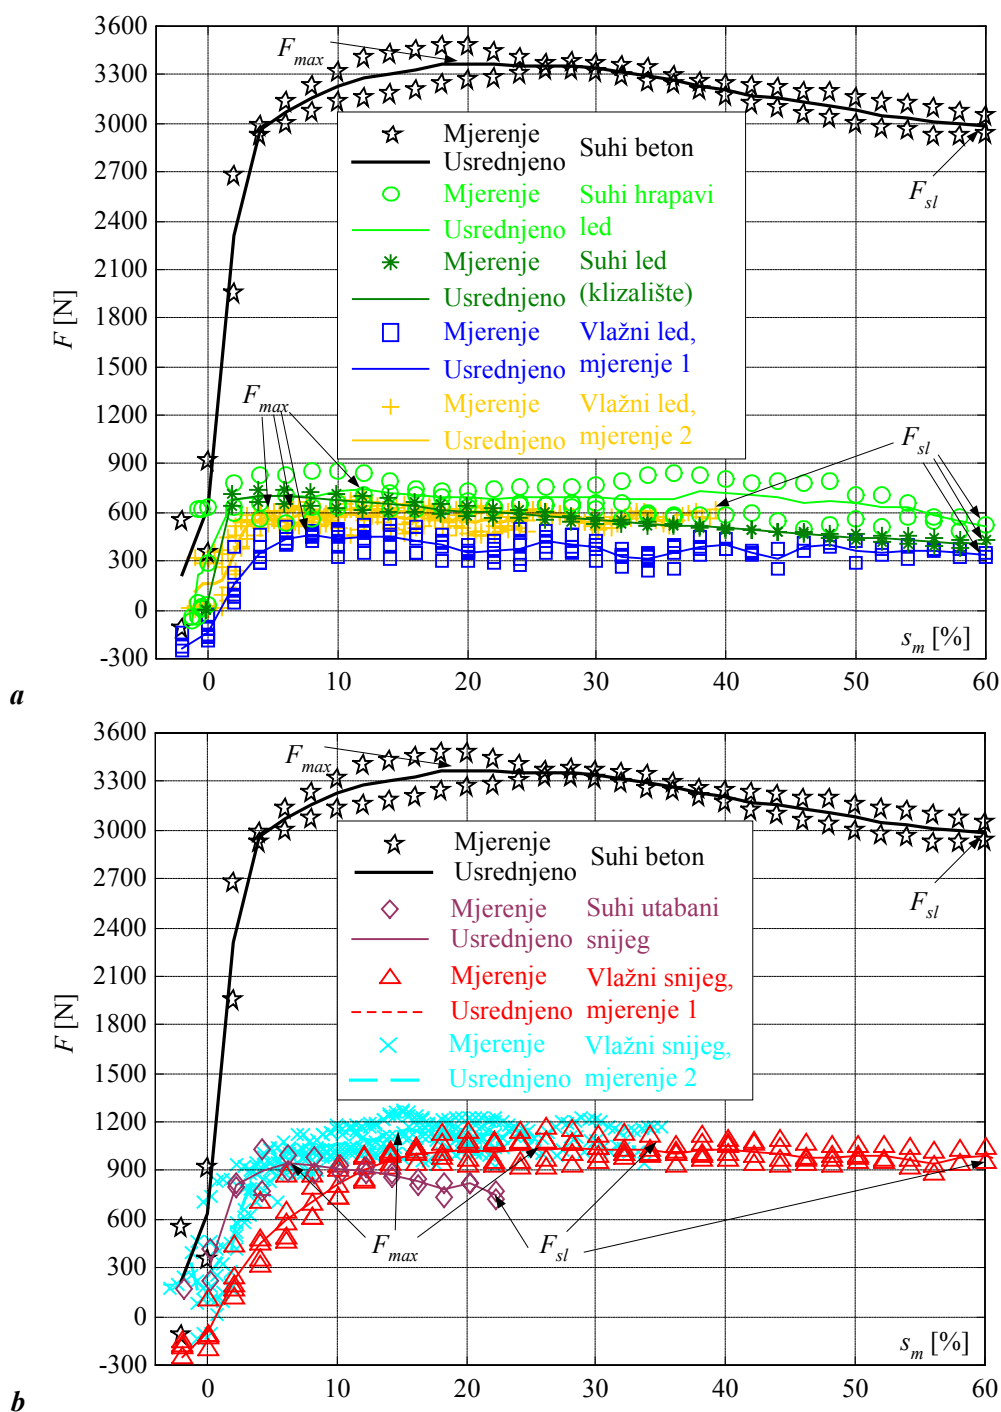 3600
3300
3000
2700
2400
2100
1800
1500
1200
900
600
300
0
-300
F [N]
F max
F sl
Mjerenje
Usrednjeno
Suhi beton
Mjerenje
Usrednjeno
Suhi hrapavi
led
Mjerenje
Usrednjeno
Suhi led
(klizalište)
Mjerenje
Usrednjeno
Vlažni led,
mjerenje 1
Mjerenje
Usrednjeno
Vlažni led,
mjerenje 2
F max
F sl
s m [%]
0 10 20 30 40 50 60
a
3600
3300
3000
2700
2400
2100
1800
1500
1200
900
600
300
0
-300
F [N]
F max
F sl
Mjerenje
Usrednjeno
Suhi beton
Mjerenje
Usrednjeno
Suhi utabani
snijeg
Mjerenje
Usrednjeno
Vlažni snijeg,
mjerenje 1
Mjerenje
Usrednjeno
Vlažni snijeg,
mjerenje 2
F max
F sl
s m [%]
0 10 20 30 40 50 60
b